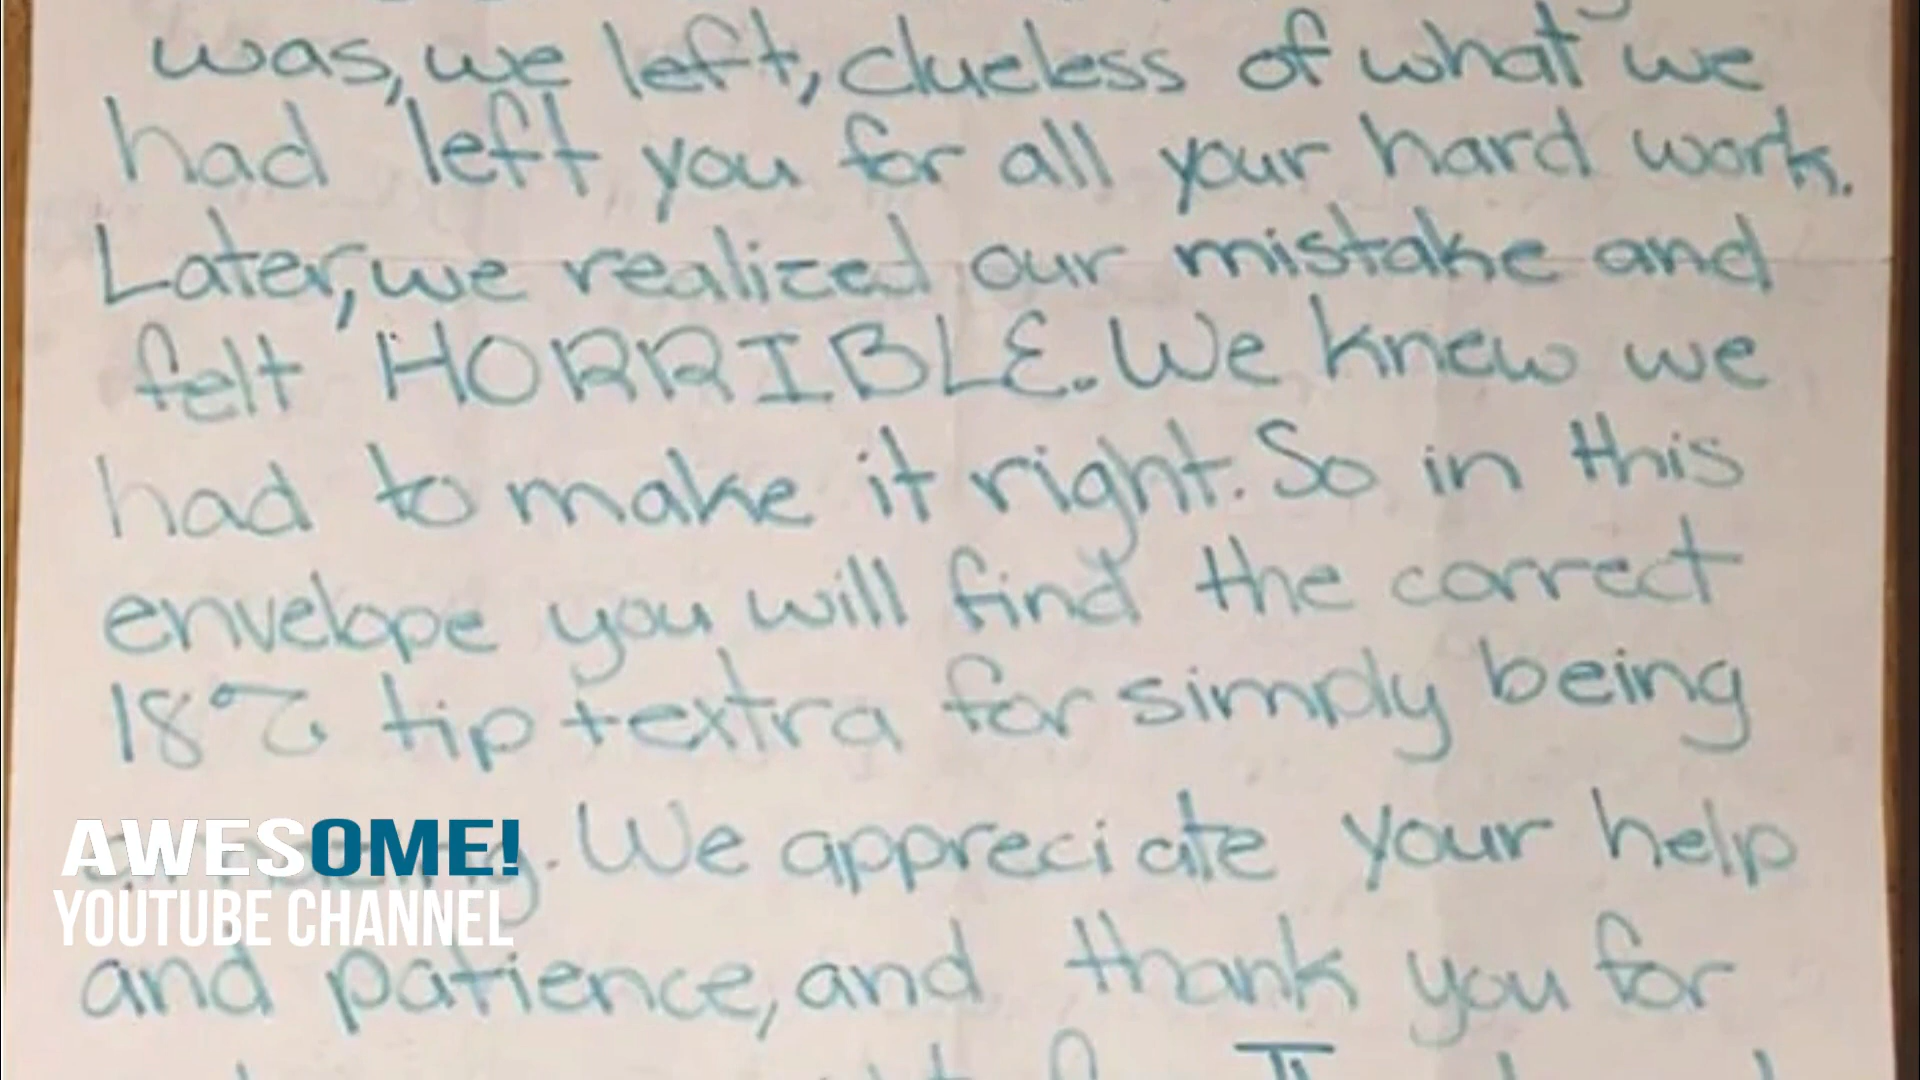 was, we left, clueless of what we
had left you for all your hard work.
Later, we realized our mistake and
felt HORRIBLE. We knew we
had to make it right. So in this
envelope you will find the correct
18% tip + extra for simply being
. We appreciate your help
AWESOME!
YOUTUBE CHANNEL
and patience, and thank you for